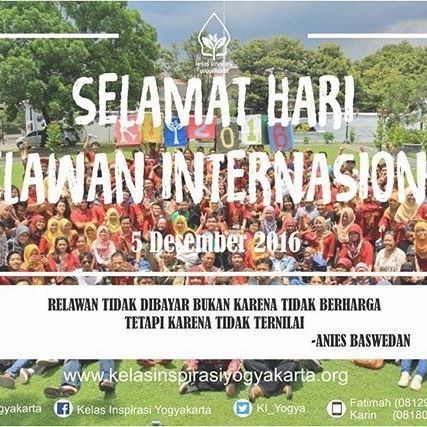 kelas inspirasi
yogyakarta
SELAMAT HARI
KI 2016
LAWAN INTERNASION
5 Desember 2016
RELAWAN TIDAK DIBAYAR BUKAN KARENA TIDAK BERHARGA
TETAPI KARENA TIDAK TERNILAI
-ANIES BASWEDAN
www.kelasinspirasiyogyakarta.org
gyakarta
Kelas Inspirasi Yogyakarta
KI_Yogya
Fatimah (08129
Karin (08180